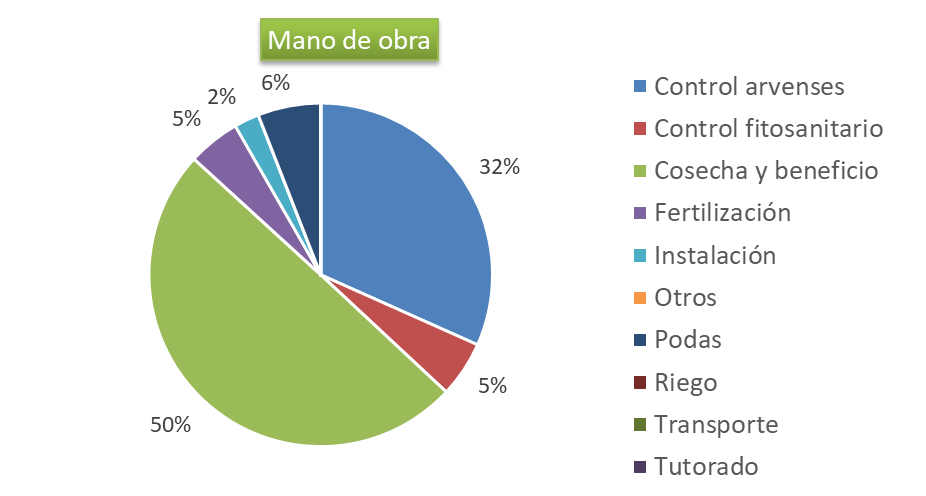 Mano de obra
6%
2%
5%
32%
5%
50%
Control arvenses
Control fitosanitario
Cosecha y beneficio
Fertilización
Instalación
Otros
Podas
Riego
Transporte
Tutorado